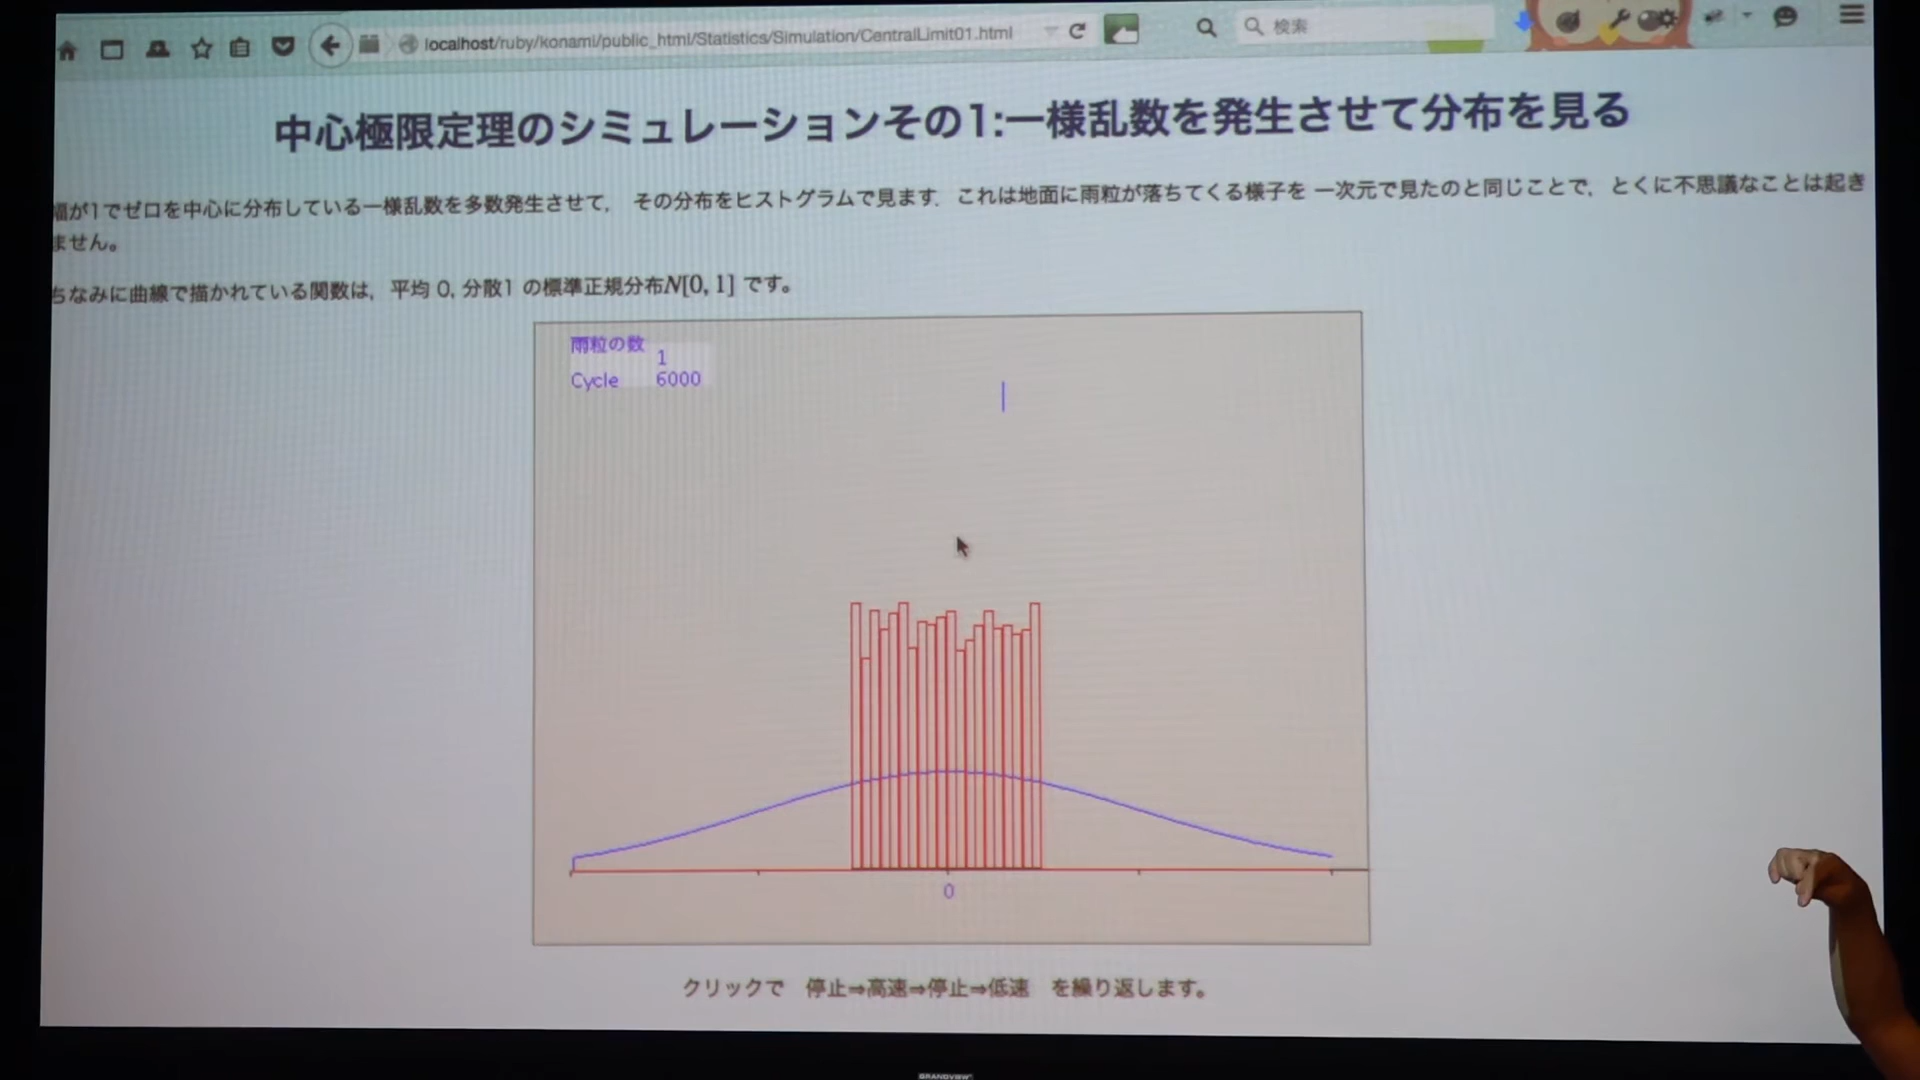 localhost/ruby/konami/public_html/Statistics/Simulation/CentralLimit01.html
検索
中心極限定理のシミュレーションその1:一様乱数を発生させて分布を見る
幅が1でゼロを中心に分布している一様乱数を多数発生させて， その分布をヒストグラムで見ます．これは地面に雨粒が落ちてくる様子を 一次元で見たのと同じことで，とくに不思議なことは起き
ません。
ちなみに曲線で描かれている関数は，平均 0, 分散1 の標準正規分布N[0, 1] です。
雨粒の数 1
Cycle 6000
0
クリックで 停止⇒高速⇒停止⇒低速 を繰り返します。
GRANDVIEW